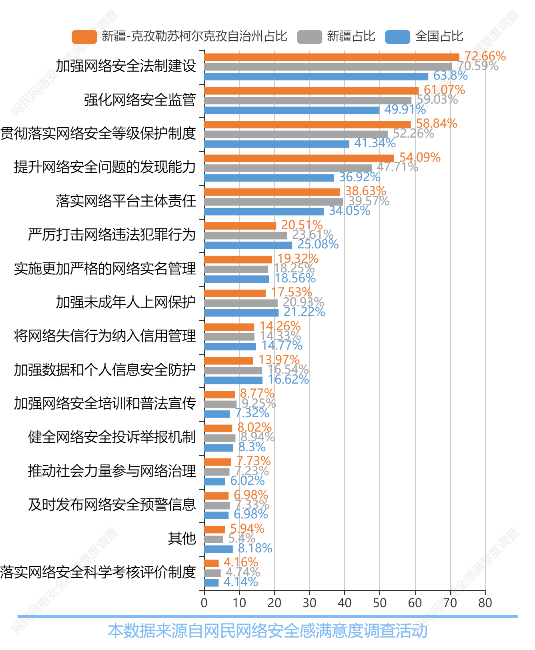 新疆-克孜勒苏柯尔克孜自治州占比 新疆占比 全国占比
加强网络安全法制建设 72.66% 70.59% 63.8%
强化网络安全监管 61.07% 59.03% 49.91%
贯彻落实网络安全等级保护制度 58.84% 52.26% 41.34%
提升网络安全问题的发现能力 54.09% 47.71% 36.92%
落实网络平台主体责任 38.63% 39.57% 34.05%
严厉打击网络违法犯罪行为 20.51% 23.61% 25.08%
实施更加严格的网络实名管理 19.32% 18.25% 18.56%
加强未成年人上网保护 17.53% 20.93% 21.22%
将网络失信行为纳入信用管理 14.26% 14.33% 14.77%
加强数据和个人信息安全防护 13.97% 16.54% 16.62%
加强网络安全培训和普法宣传 8.77% 9.25% 7.32%
健全网络安全投诉举报机制 8.02% 8.94% 8.3%
推动社会力量参与网络治理 7.73% 7.23% 6.02%
及时发布网络安全预警信息 6.98% 7.33% 6.98%
其他 5.94% 5.4% 8.18%
落实网络安全科学考核评价制度 4.16% 4.74% 4.14%
0 10 20 30 40 50 60 70 80
本数据来源自网民网络安全感满意度调查活动